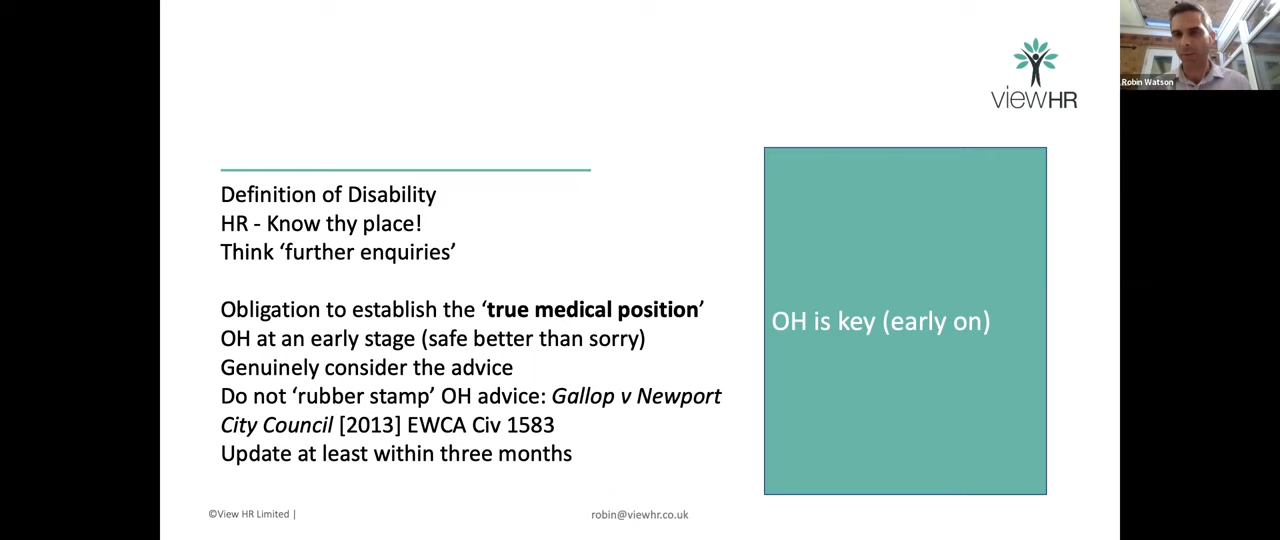 viewHR
Robin Watson
Definition of Disability
HR - Know thy place!
Think ‘further enquiries’
Obligation to establish the ‘true medical position’
OH at an early stage (safe better than sorry)
Genuinely consider the advice
Do not ‘rubber stamp’ OH advice: Gallop v Newport
City Council [2013] EWCA Civ 1583
Update at least within three months
OH is key (early on)
©View HR Limited |
robin@viewhr.co.uk